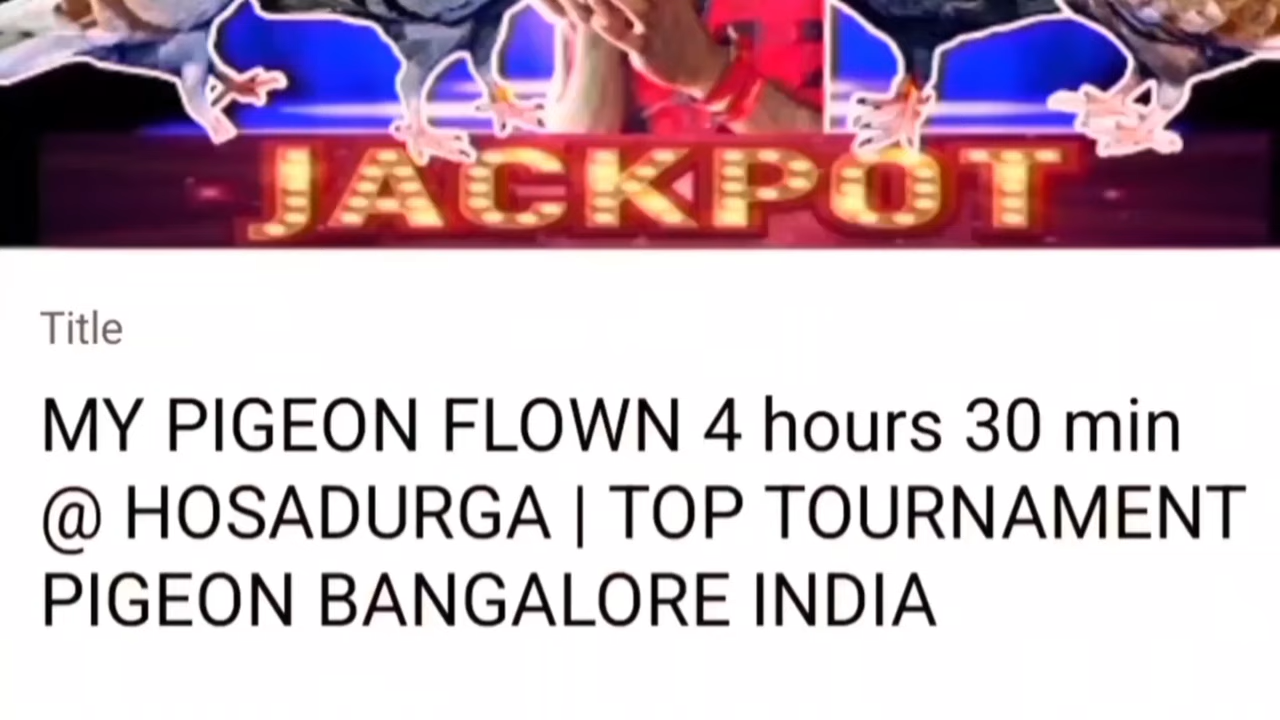 JACKPOT
Title
MY PIGEON FLOWN 4 hours 30 min
@ HOSADURGA | TOP TOURNAMENT
PIGEON BANGALORE INDIA